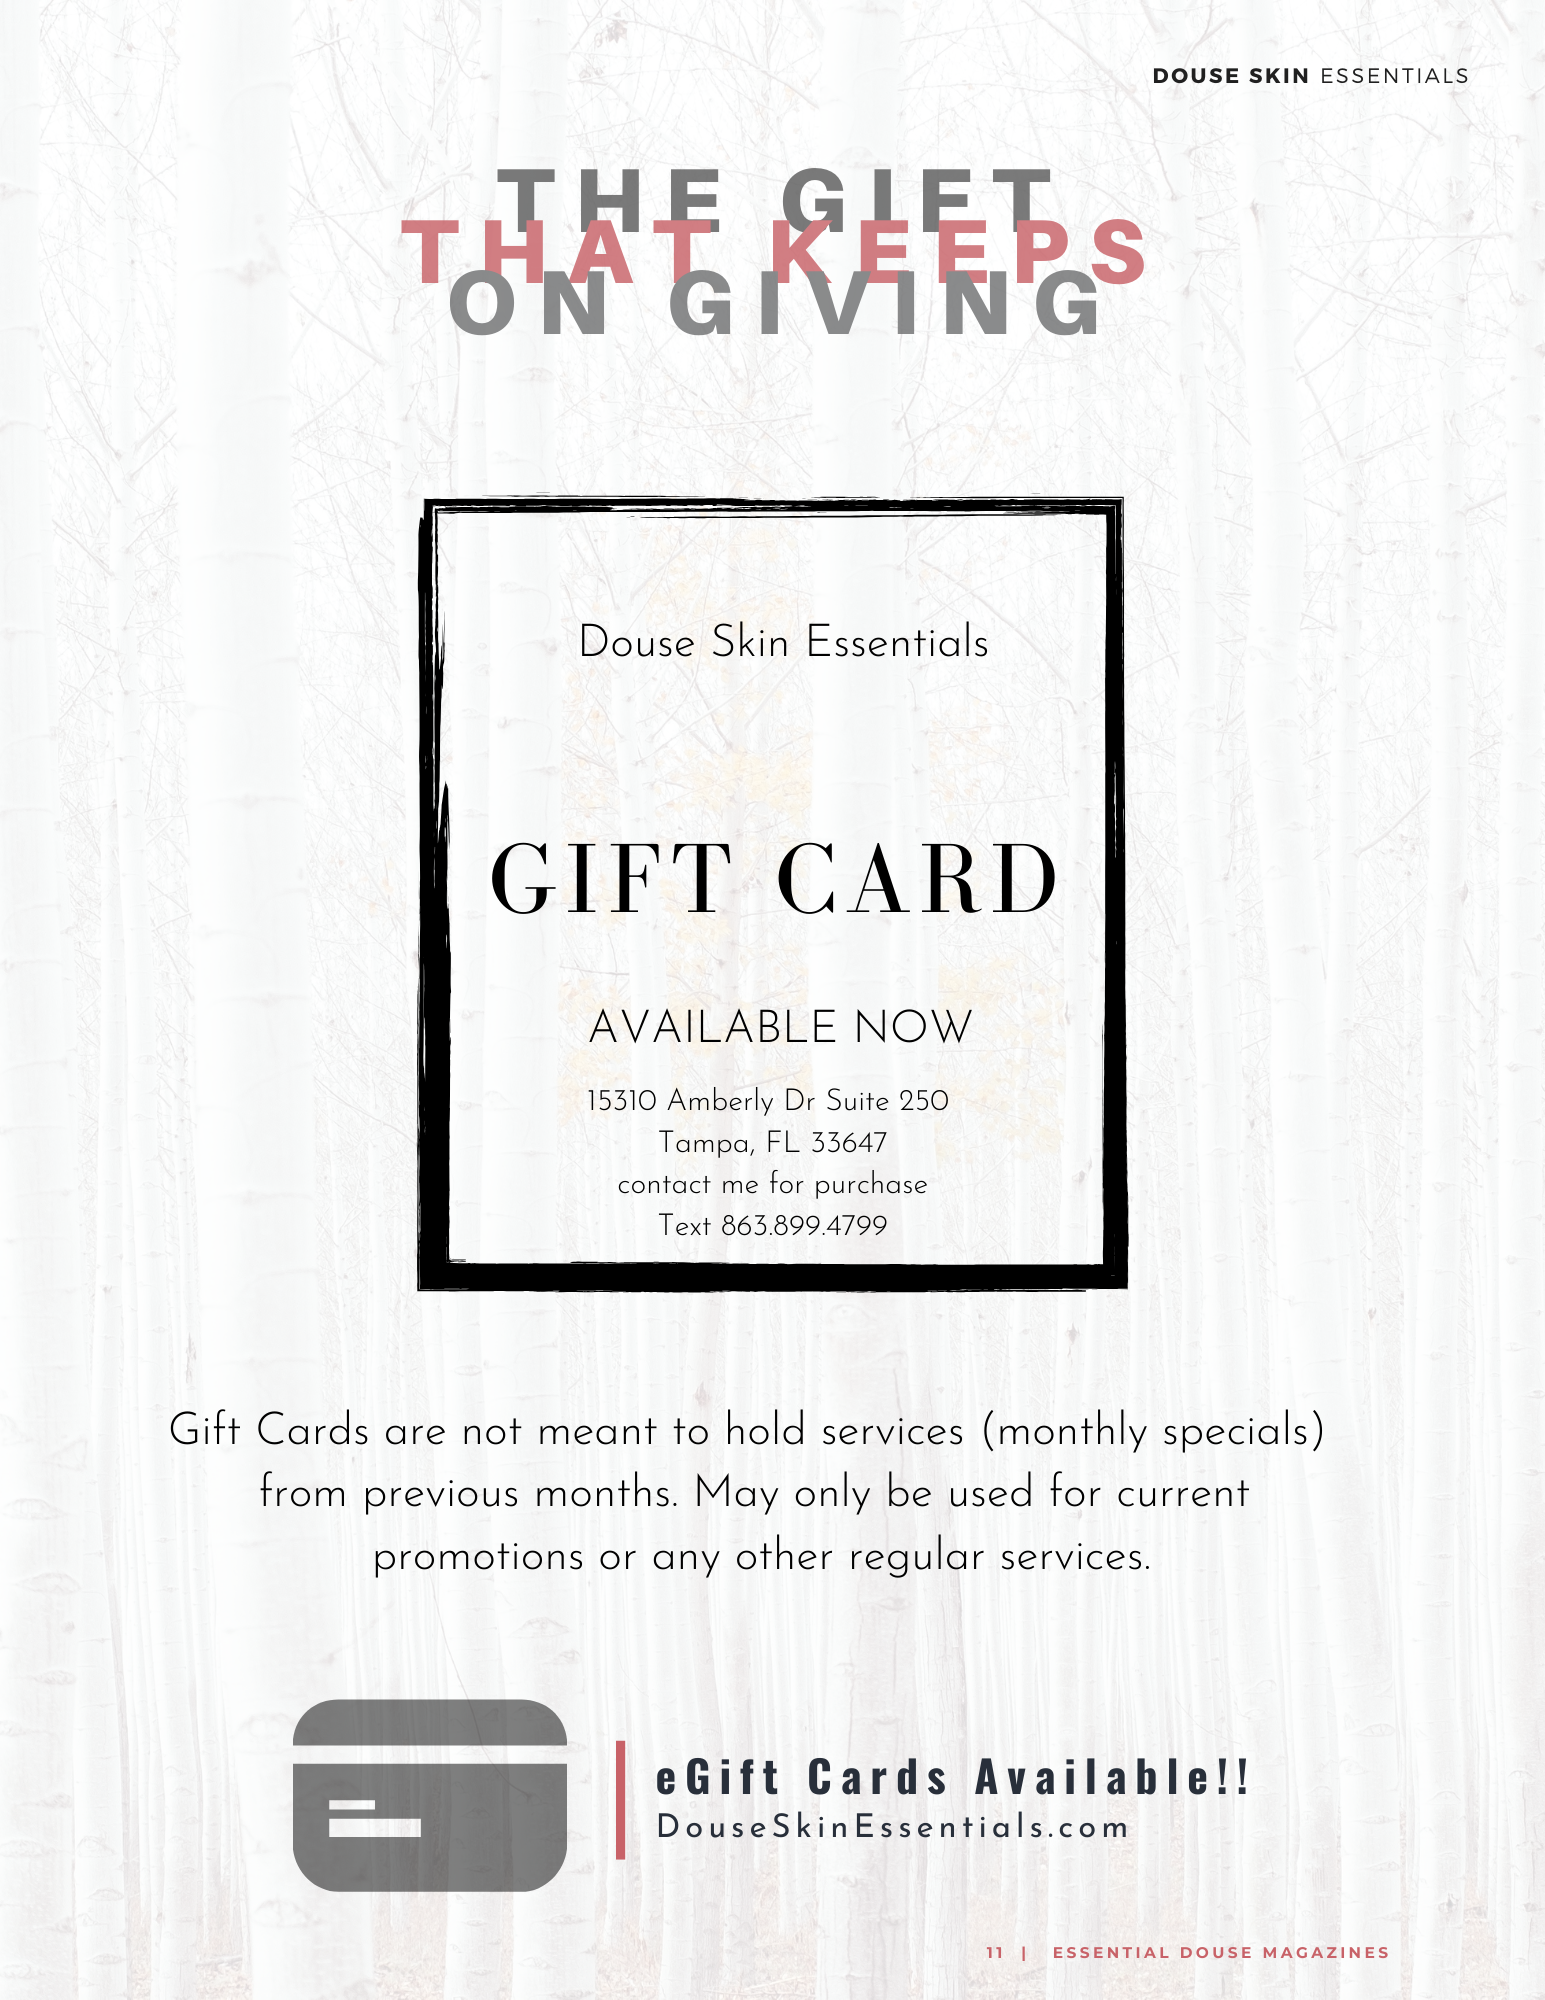 DOUSE SKIN ESSENTIALS
THE GIFT
THAT KEEPS
ON GIVING
Douse Skin Essentials
GIFT CARD
AVAILABLE NOW
15310 Amberly Dr Suite 250
Tampa, FL 33647
contact me for purchase
Text 863.899.4799
Gift Cards are not meant to hold services (monthly specials)
from previous months. May only be used for current
promotions or any other regular services.
eGift Cards Available!!
DouseSkinEssentials.com
11 | ESSENTIAL DOUSE MAGAZINES